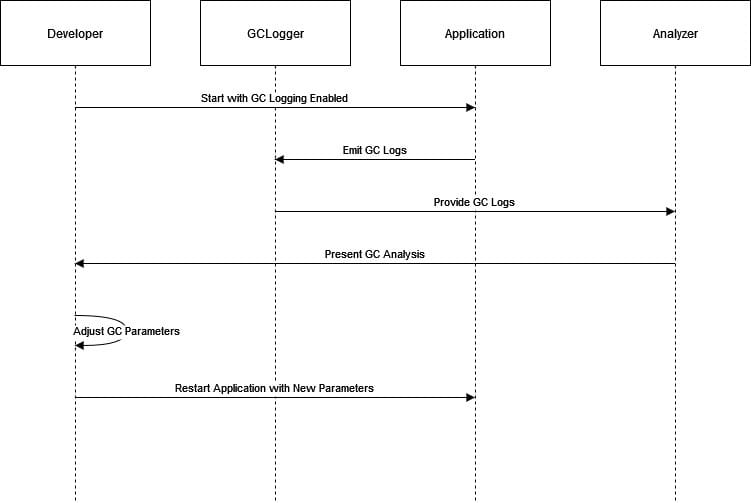 Developer
GCLogger
Application
Analyzer
Start with GC Logging Enabled
Emit GC Logs
Provide GC Logs
Present GC Analysis
Adjust GC Parameters
Restart Application with New Parameters